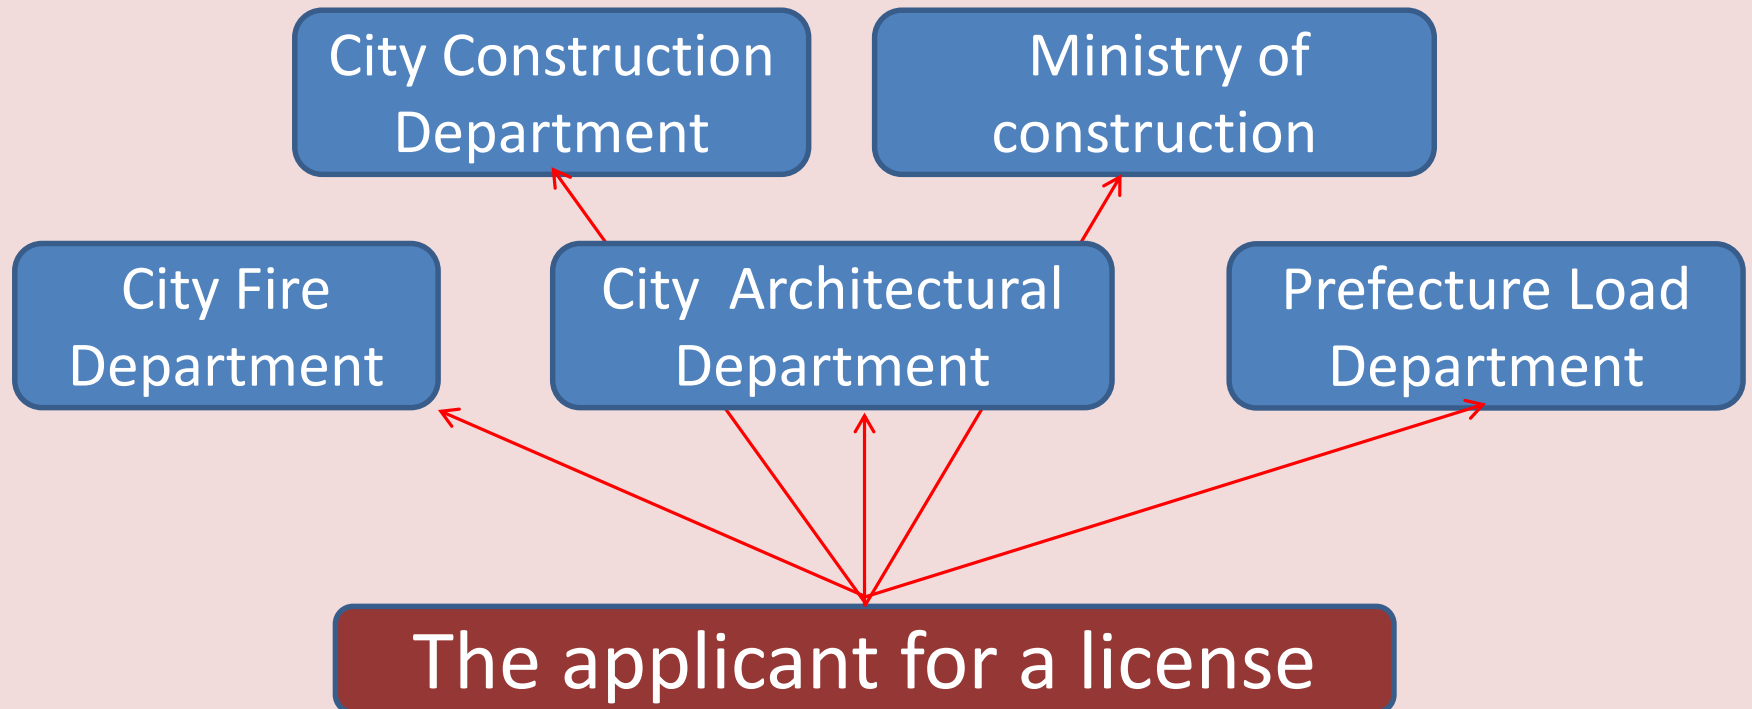 City Construction
Department
Ministry of
construction
City Fire
Department
City  Architectural
Department
Prefecture Load
Department
The applicant for a license